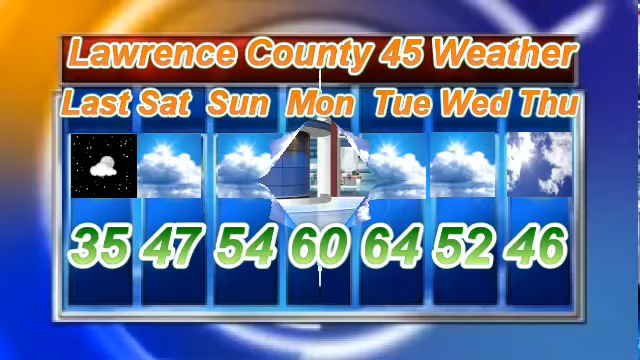 Lawrence County 45 Weather
Last Sat Sun Mon Tue Wed Thu
35 47 54 60 64 52 46